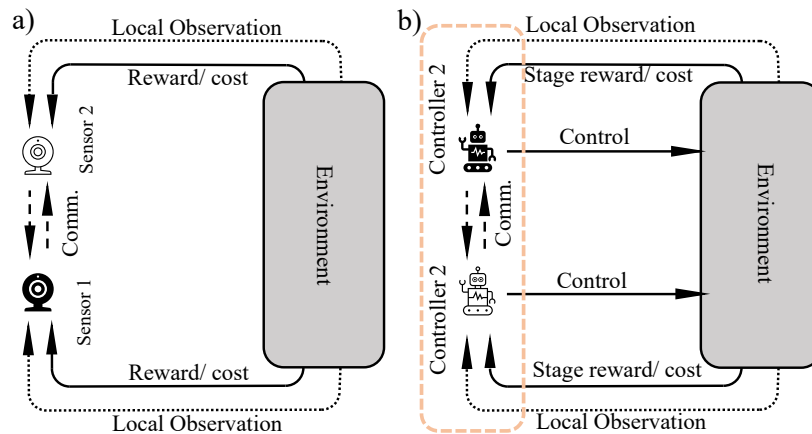 a)
Local Observation
Reward/ cost
Sensor 2
Comm.
Sensor 1
Environment
Reward/ cost
Local Observation
b)
Local Observation
Stage reward/ cost
Controller 2
Control
Comm.
Controller 2
Control
Environment
Stage reward/ cost
Local Observation